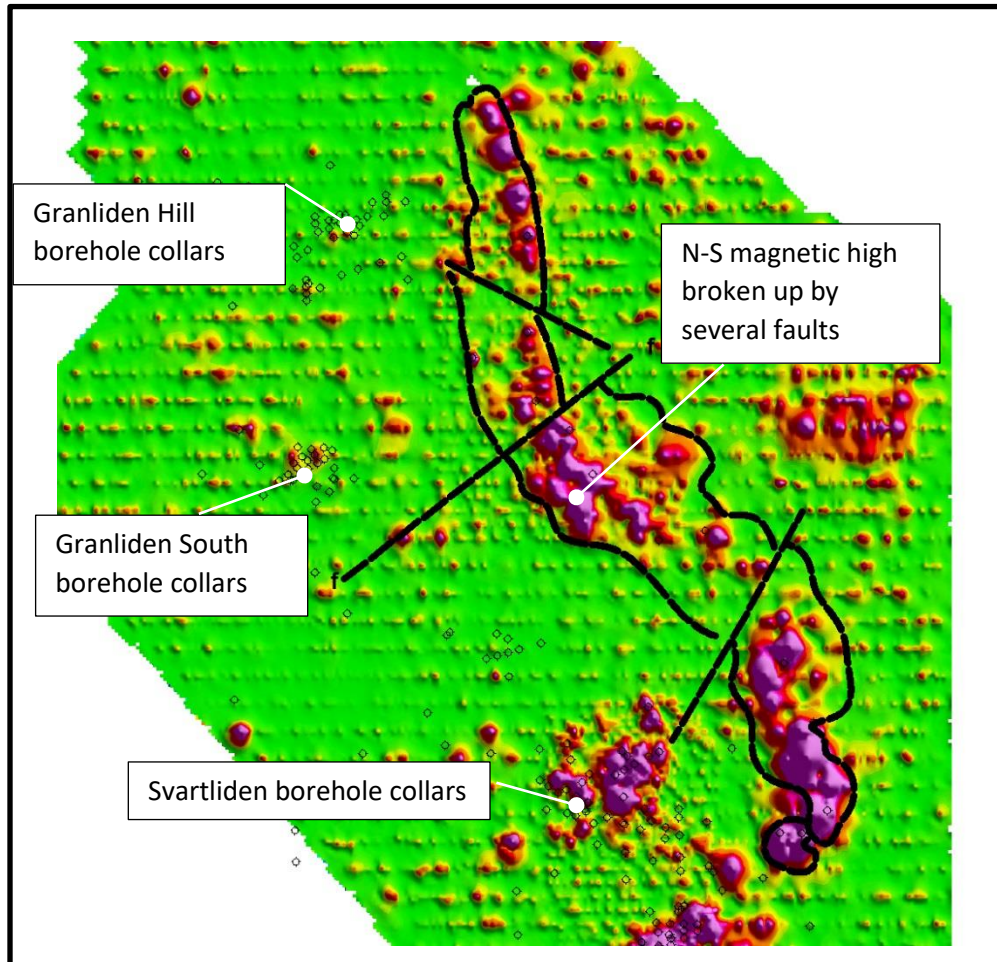 Granliden Hill
borehole collars
N-S magnetic high
broken up by
several faults
f
Granliden South
borehole collars
f
Svartliden borehole collars